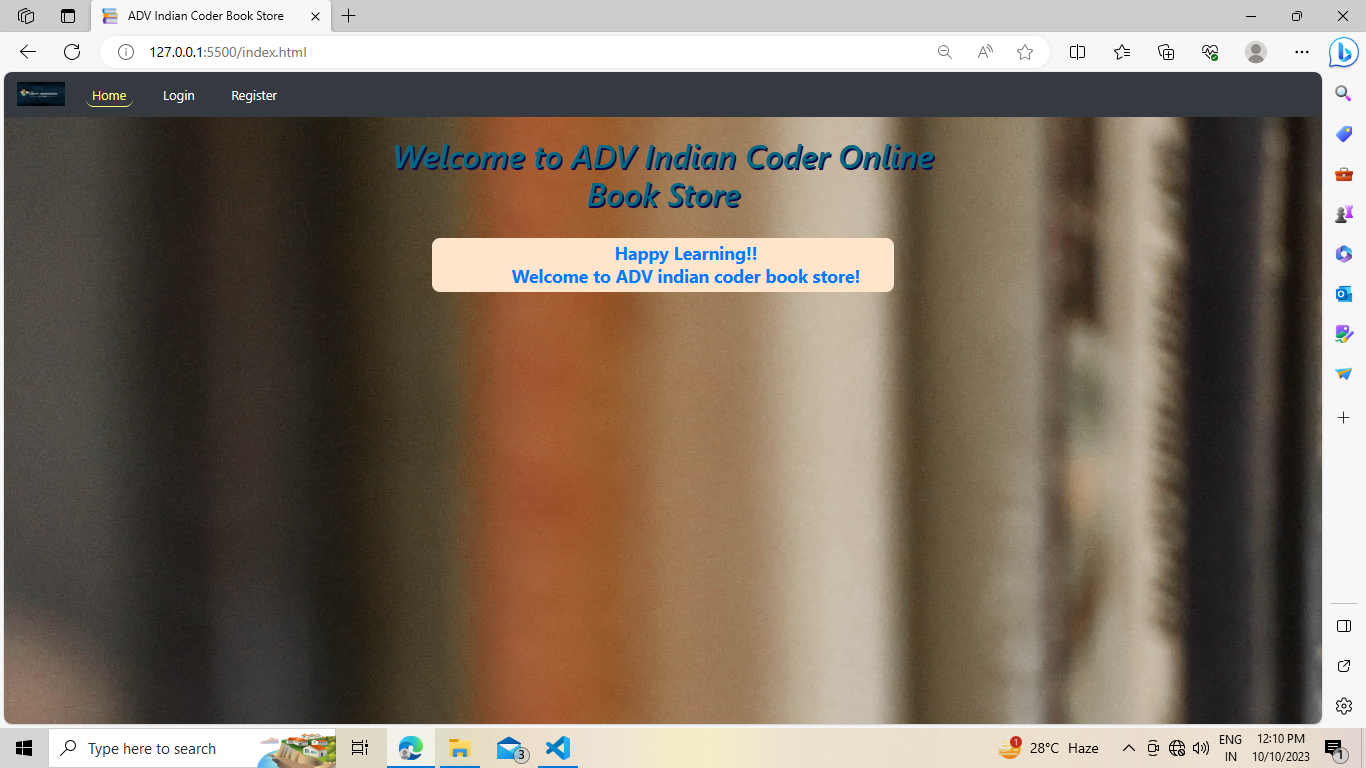 ADV Indian Coder Book Store
127.0.0.1:5500/index.html
Home Login Register
Welcome to ADV Indian Coder Online
Book Store
Happy Learning!!
Welcome to ADV indian coder book store!
Type here to search
3
1
28°C Haze
ENG
IN
12:10 PM
10/10/2023
1